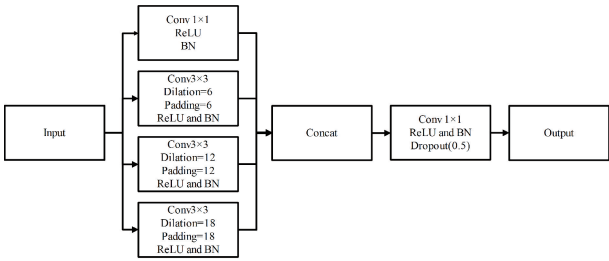 Input
Conv 1×1
ReLU
BN
Conv3×3
Dilation=6
Padding=6
ReLU and BN
Conv3×3
Dilation=12
Padding=12
ReLU and BN
Conv3×3
Dilation=18
Padding=18
ReLU and BN
Concat
Conv 1×1
ReLU and BN
Dropout(0.5)
Output